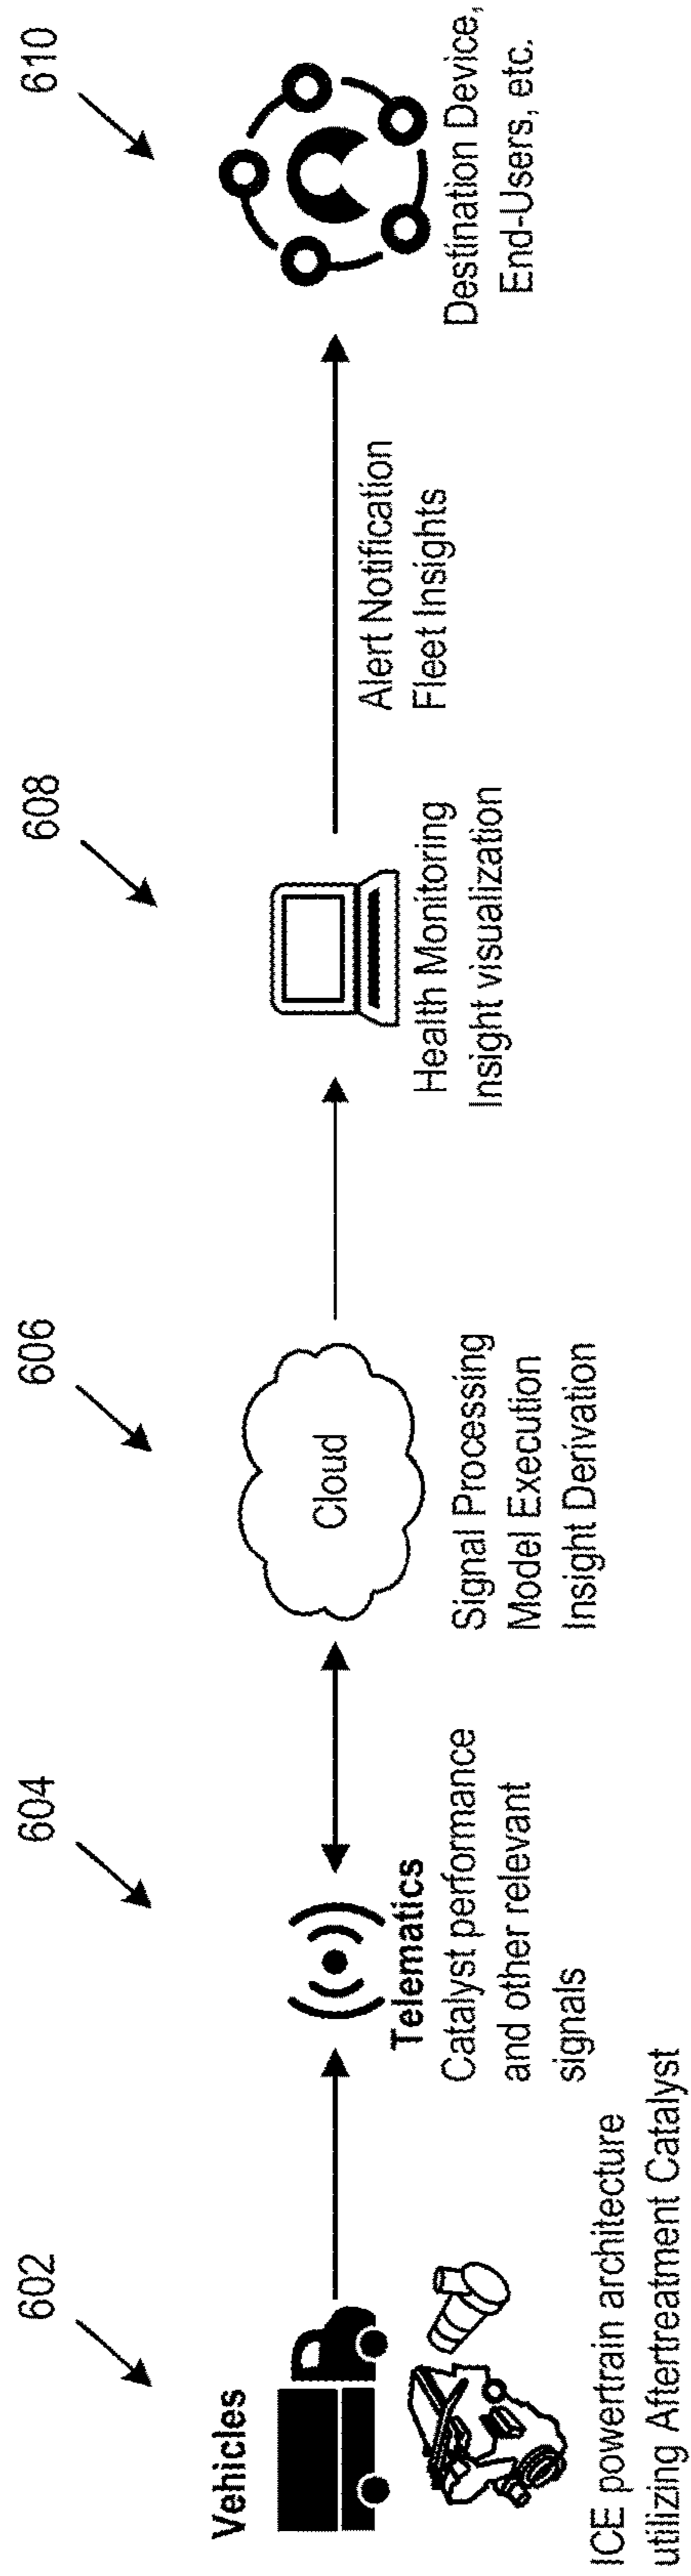 602
Vehicles
ICE powertrain architecture
utilizing Aftertreatment Catalyst
604
Telematics
Catalyst performance
and other relevant
signals
606
Cloud
Signal Processing
Model Execution
Insight Derivation
608
Health Monitoring
Insight visualization
Alert Notification
Fleet Insights
610
Destination Device,
End-Users, etc.